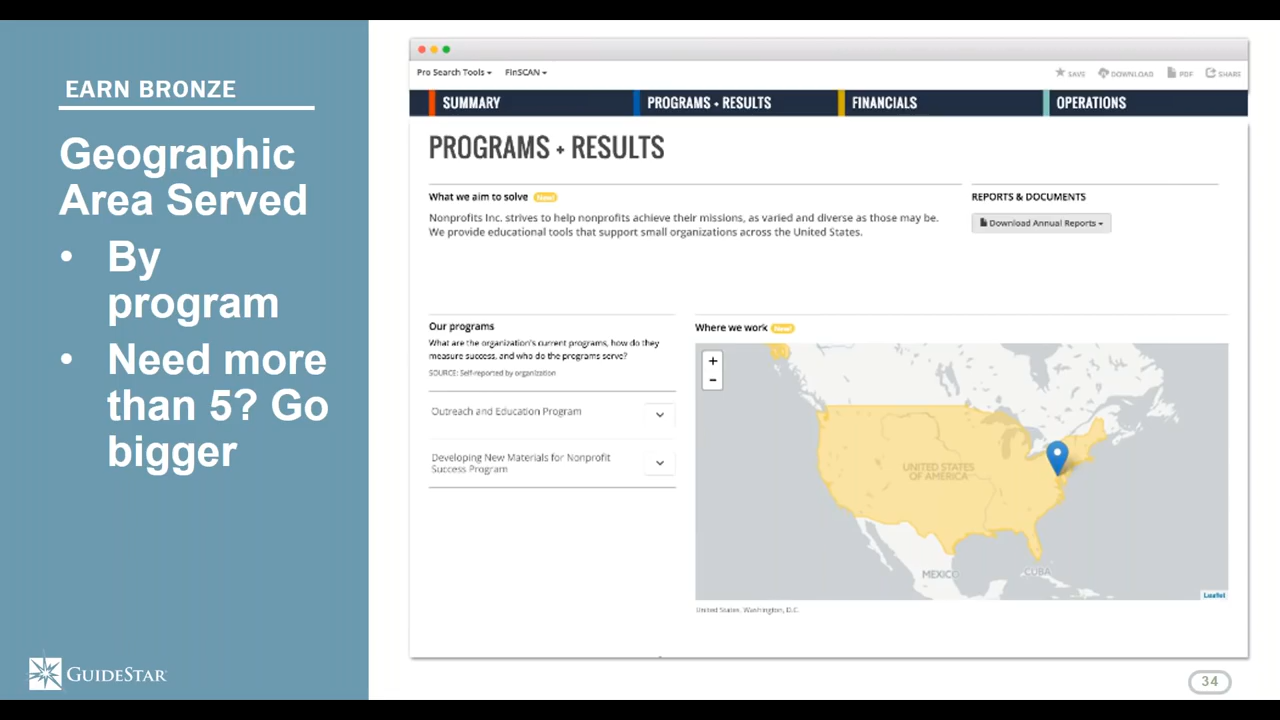 EARN BRONZE
Geographic
Area Served
• By
program
• Need more
than 5? Go
bigger
GUIDESTAR
Pro Search Tools
FinSCAN
SAVE
DOWNLOAD
PDF
SHARE
SUMMARY
PROGRAMS + RESULTS
FINANCIALS
OPERATIONS
PROGRAMS + RESULTS
What we aim to solve New!
Nonprofits Inc. strives to help nonprofits achieve their missions, as varied and diverse as those may be.
We provide educational tools that support small organizations across the United States.
REPORTS & DOCUMENTS
Download Annual Reports
Our programs
What are the organization's current programs, how do they
measure success, and who do the programs serve?
SOURCE: Self-reported by organization
Outreach and Education Program
Developing New Materials for Nonprofit
Success Program
Where we work New!
+
-
UNITED STATES
OF AMERICA
MEXICO
CUBA
Leaflet
United States, Washington, D.C.
34